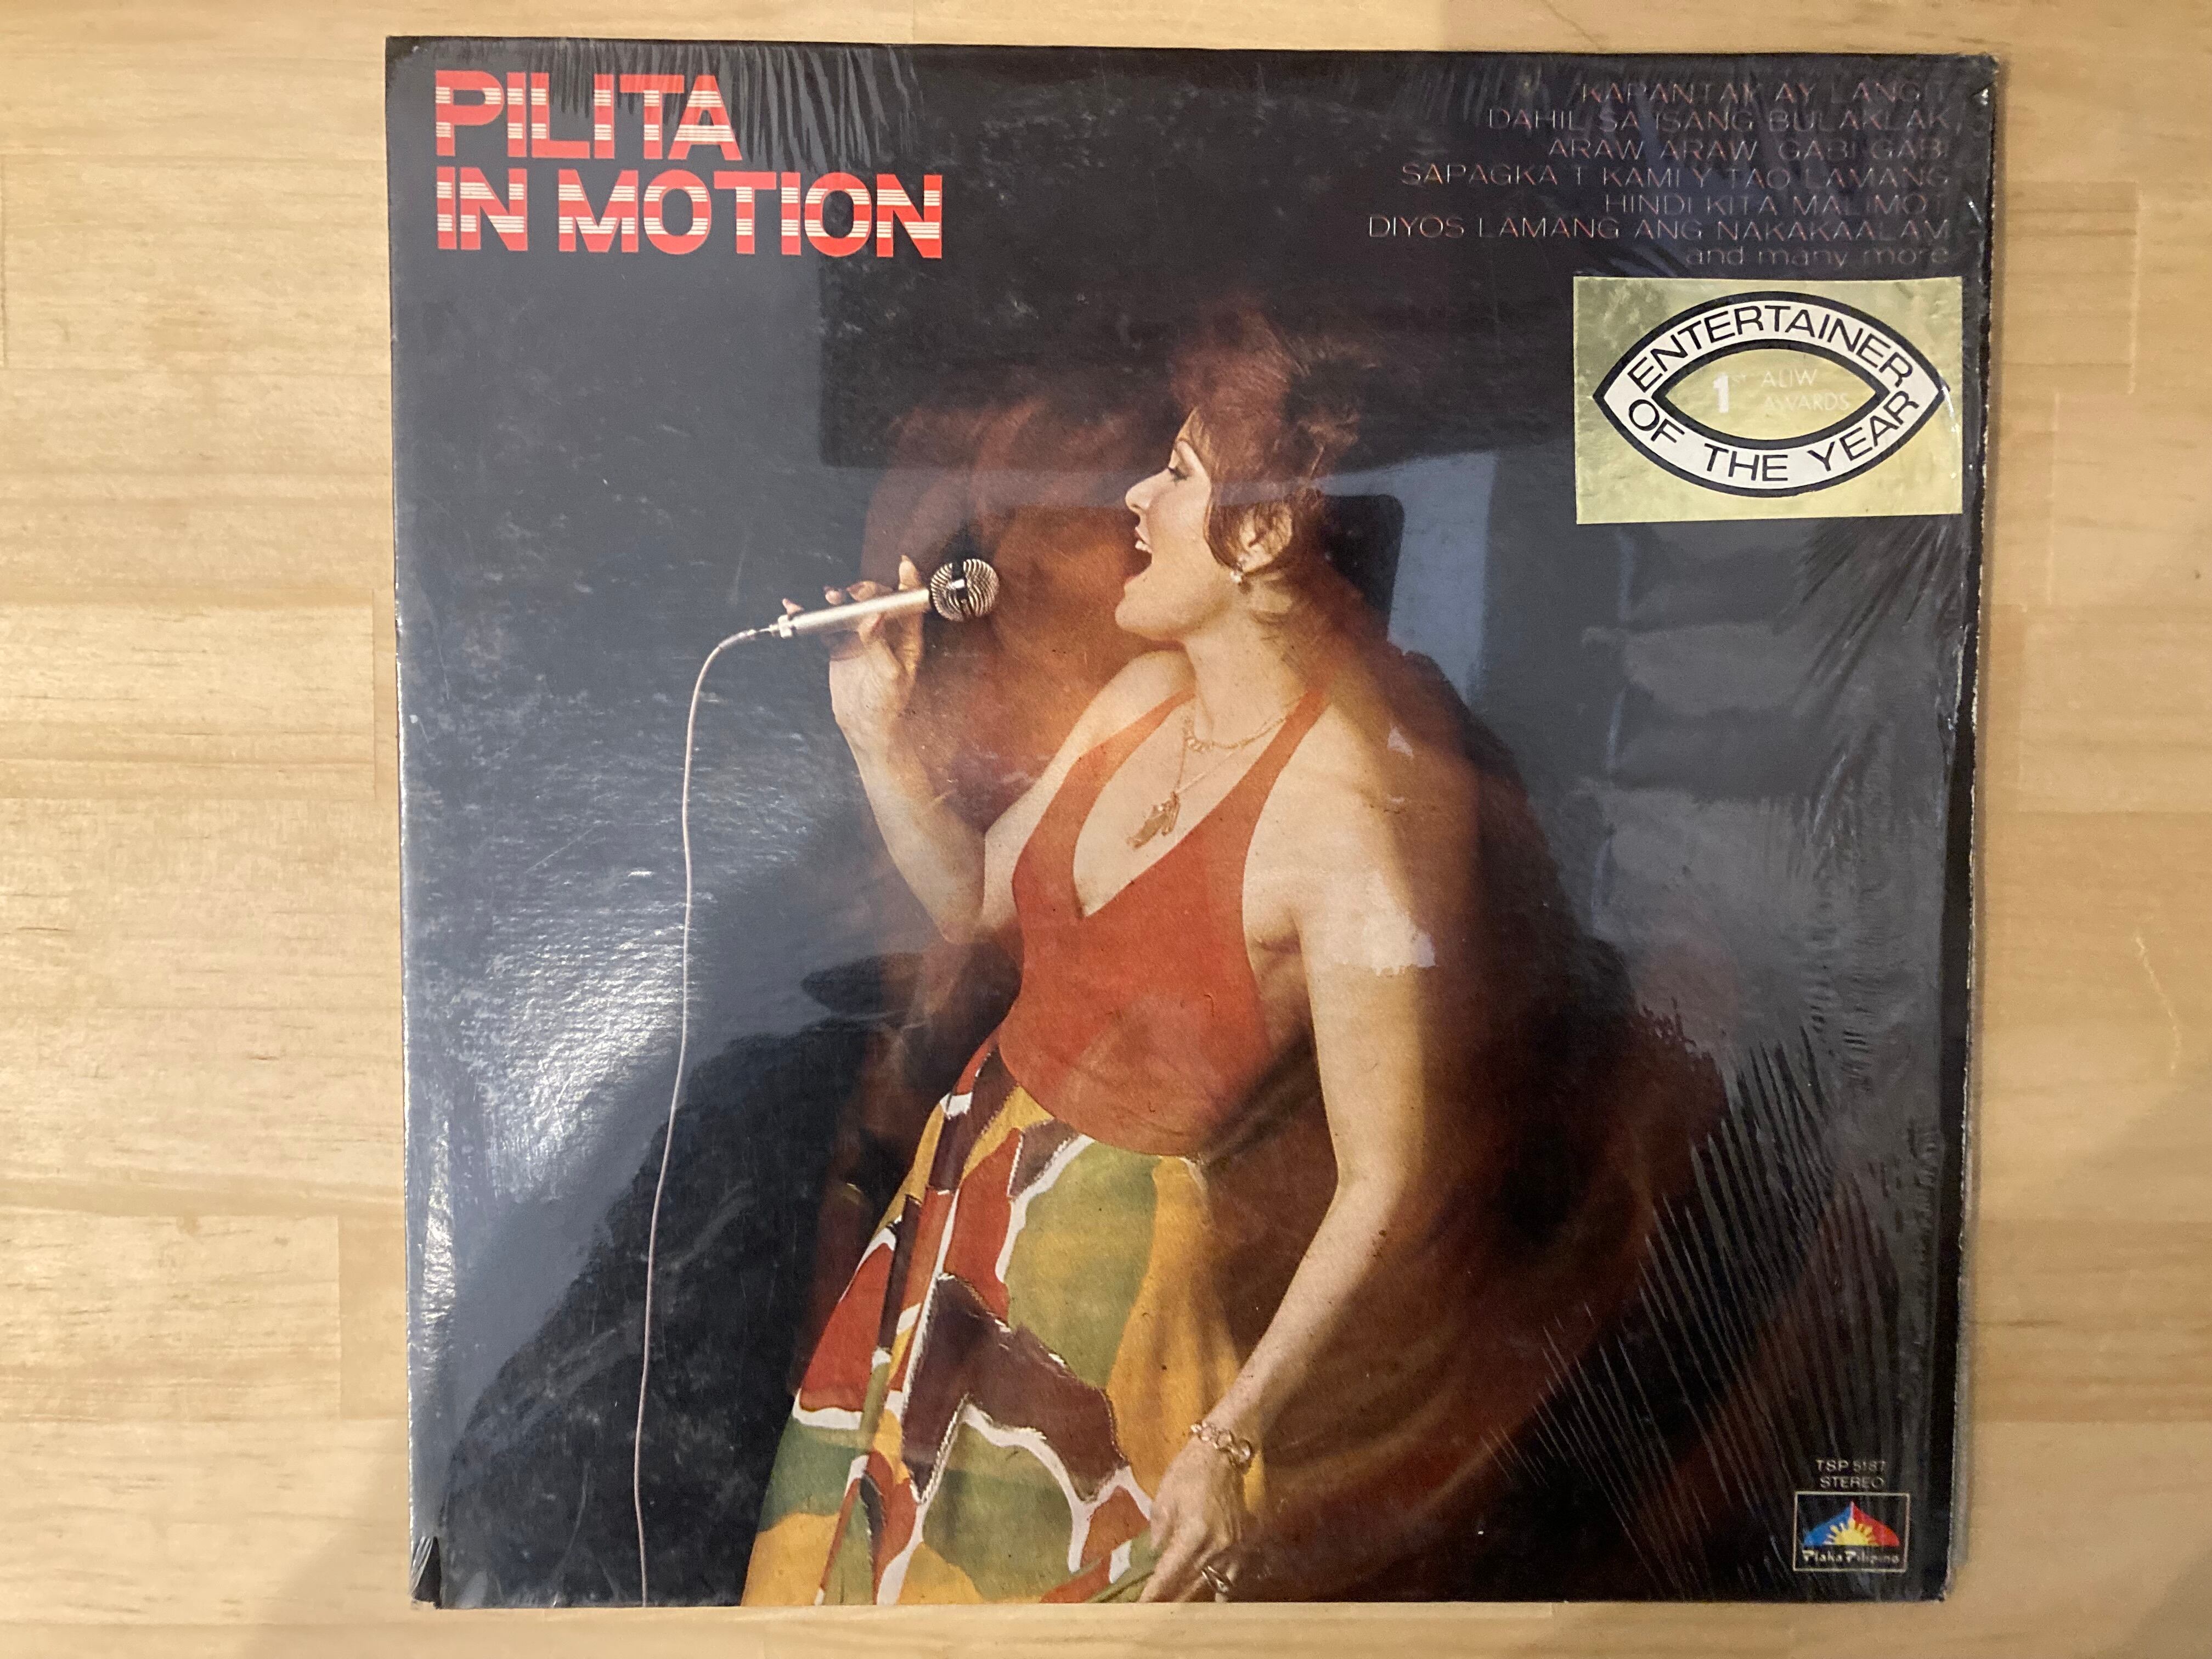 PILITA
IN MOTION
KAPANTAY AY LANGIT
DAHIL SA ISANG BULAKLAK
ARAW ARAW GABI GABI
SAPAGKA T KAMI Y TAO LAMANG
HINDI KITA MALIMOT
DIYOS LAMANG ANG NAKAKAALAM
and many more
ENTERTAINER
1ST ALIW
AWARDS
OF THE YEAR
TSP 5187
STEREO
Plaka Pilipino